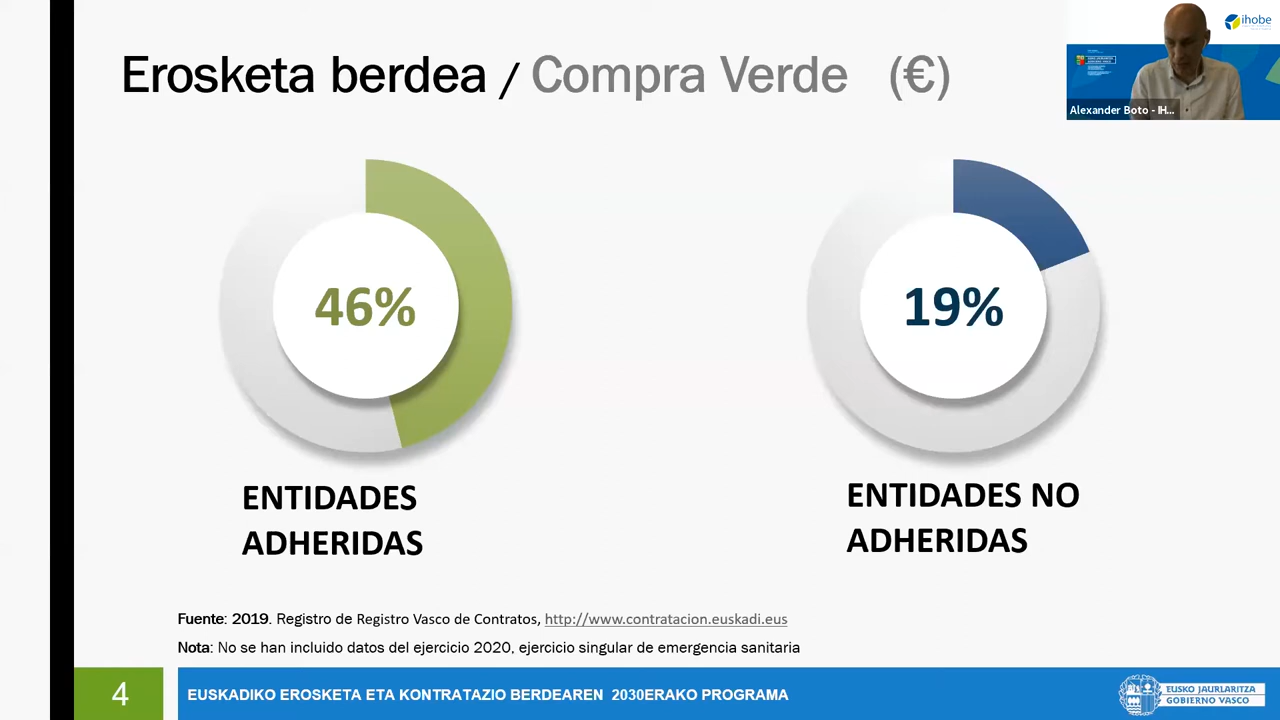 Erosketa berdea / Compra Verde (€)
ihobe
Alexander Boto - IH...
46%
19%
ENTIDADES
ADHERIDAS
ENTIDADES NO
ADHERIDAS
Fuente: 2019. Registro de Registro Vasco de Contratos, http://www.contratacion.euskadi.eus
Nota: No se han incluido datos del ejercicio 2020, ejercicio singular de emergencia sanitaria
4
EUSKADIKO EROSKETA ETA KONTRATAZIO BERDEAREN 2030ERAKO PROGRAMA
EUSKO JAURLARITZA
GOBIERNO VASCO